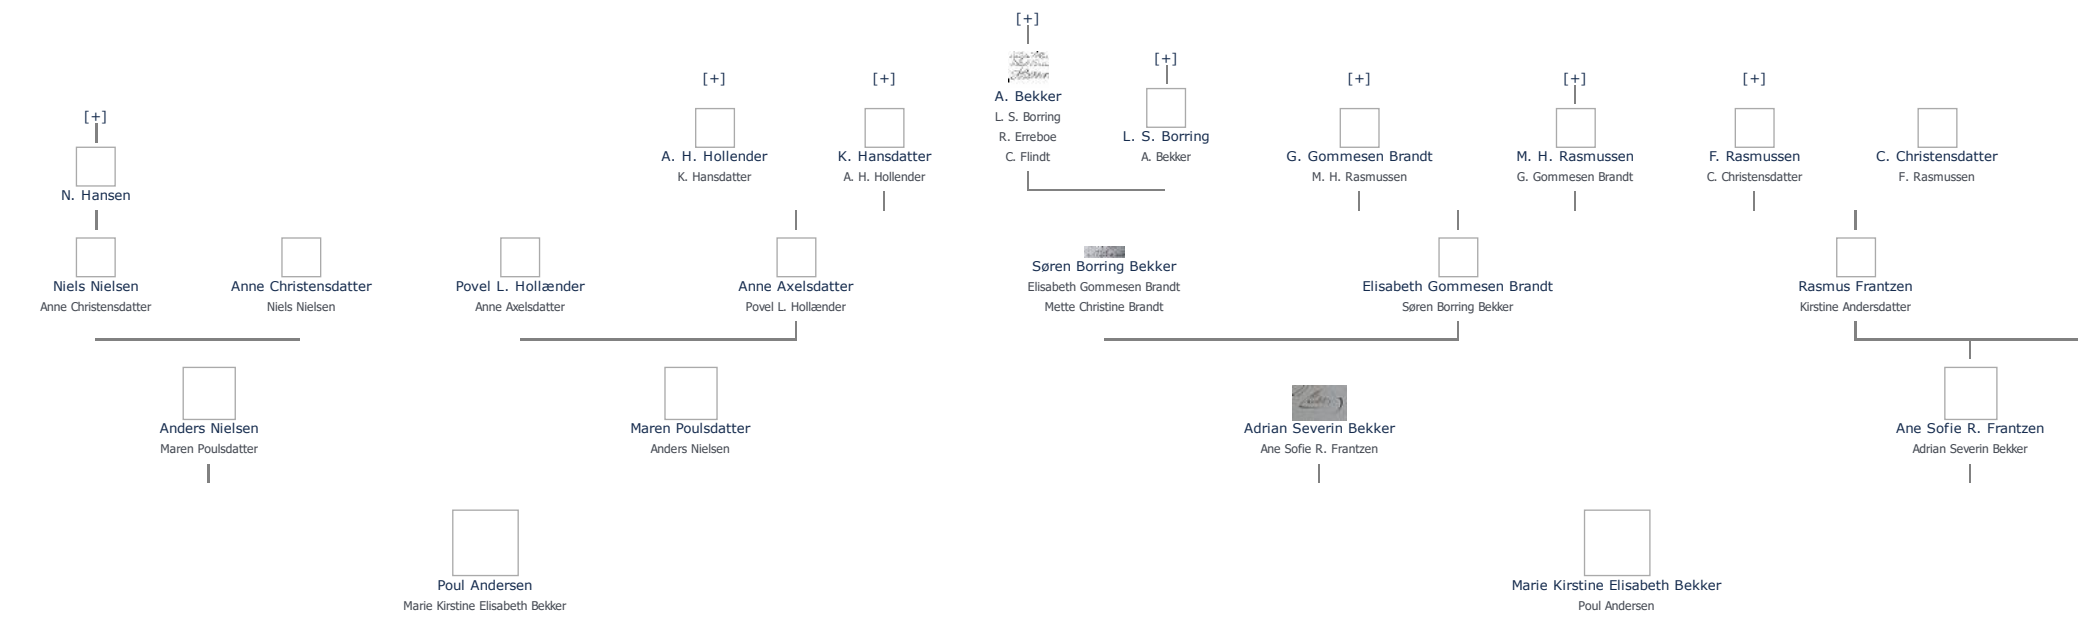 [+]
[+]
[+]
[+]
[+]
[+]
[+]
A. Bekker
L. S. Borring
R. Erreboe
C. Flindt
L. S. Borring
A. Bekker
[+]
A. H. Hollender
K. Hansdatter
K. Hansdatter
A. H. Hollender
G. Gommesen Brandt
M. H. Rasmussen
M. H. Rasmussen
G. Gommesen Brandt
F. Rasmussen
C. Christensdatter
C. Christensdatter
F. Rasmussen
N. Hansen
Niels Nielsen
Anne Christensdatter
Anne Christensdatter
Niels Nielsen
Povel L. Hollænder
Anne Axelsdatter
Anne Axelsdatter
Povel L. Hollænder
Søren Borring Bekker
Elisabeth Gommesen Brandt
Mette Christine Brandt
Elisabeth Gommesen Brandt
Søren Borring Bekker
Rasmus Frantzen
Kirstine Andersdatter
Anders Nielsen
Maren Poulsdatter
Maren Poulsdatter
Anders Nielsen
Adrian Severin Bekker
Ane Sofie R. Frantzen
Ane Sofie R. Frantzen
Adrian Severin Bekker
Poul Andersen
Marie Kirstine Elisabeth Bekker
Marie Kirstine Elisabeth Bekker
Poul Andersen